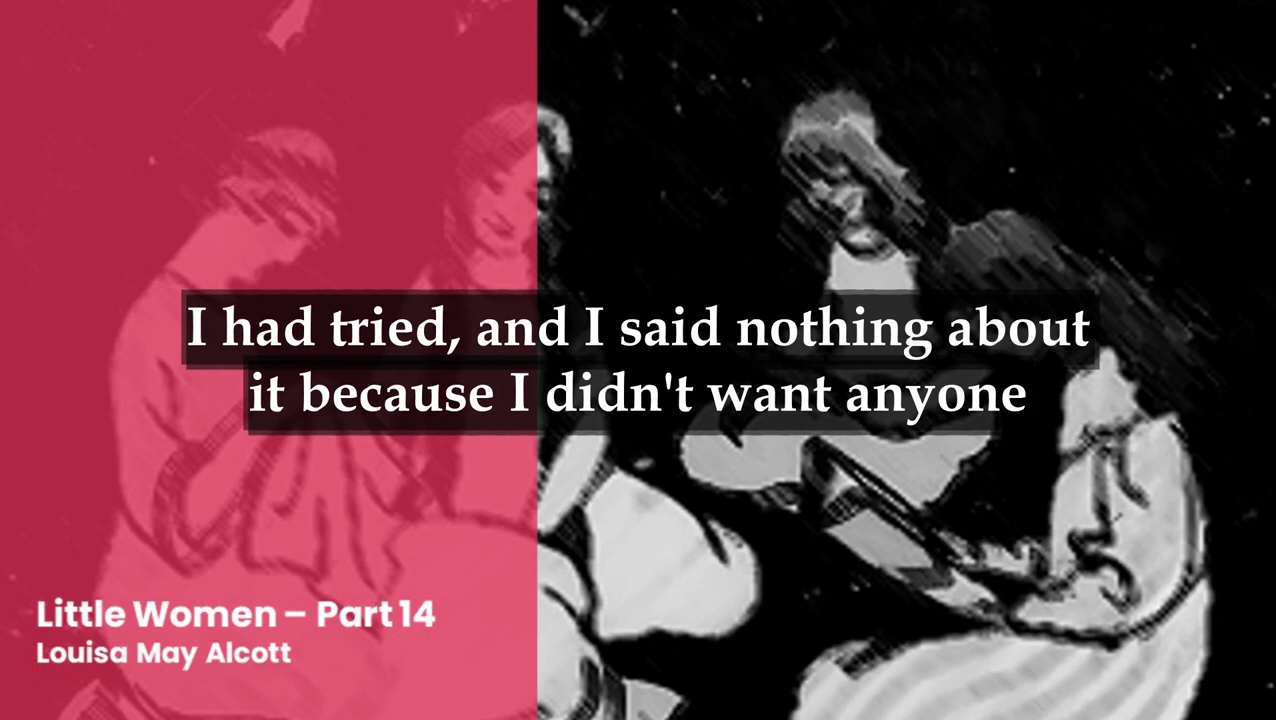 I had tried, and I said nothing about
it because I didn't want anyone
Little Women – Part 14
Louisa May Alcott